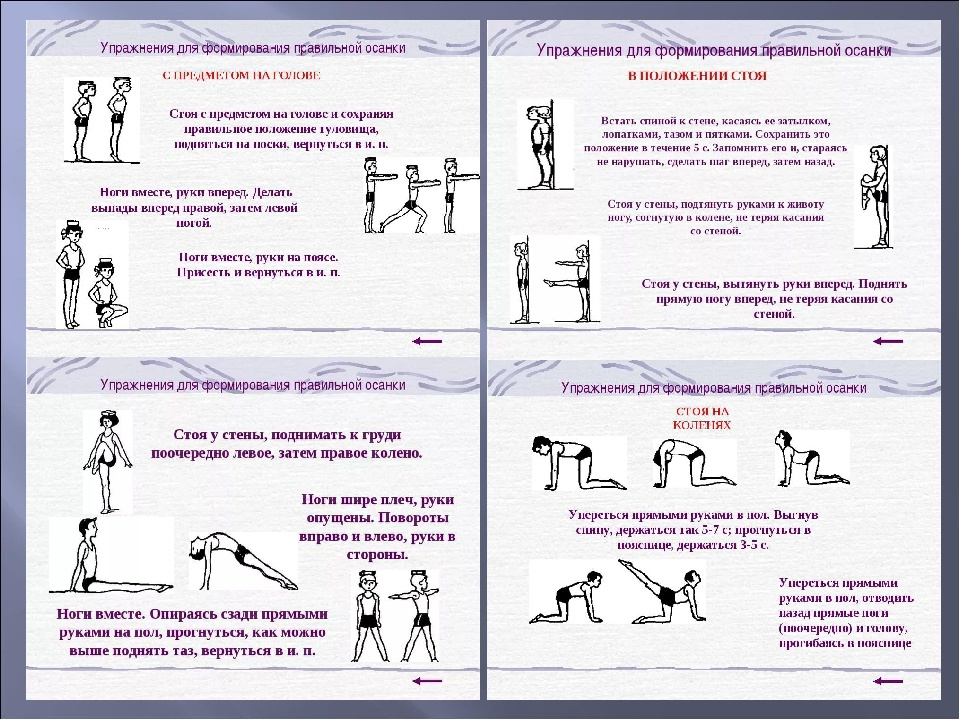 Упражнения для формирования правильной осанки
С ПРЕДМЕТОМ НА ГОЛОВЕ
Стоя с предметом на голове и сохраняя
правильное положение туловища,
подняться на носки, вернуться в и. п.
Ноги вместе, руки вперед. Делать
выпады вперед правой, затем левой
ногой.
Ноги вместе, руки на поясе.
Присесть и вернуться в и. п.
Упражнения для формирования правильной осанки
В ПОЛОЖЕНИИ СТОЯ
Встать спиной к стене, касаясь ее затылком,
лопатками, тазом и пятками. Сохранить это
положение в течение 5 с. Запомнить его и, стараясь
не нарушать, сделать шаг вперед, затем назад.
Стоя у стены, подтянуть руками к животу
ногу, согнутую в колене, не теряя касания
со стеной.
Стоя у стены, вытянуть руки вперед. Поднять
прямую ногу вперед, не теряя касания со
стеной.
Упражнения для формирования правильной осанки
Стоя у стены, поднимать к груди
поочередно левое, затем правое колено.
Ноги шире плеч, руки
опущены. Повороты
вправо и влево, руки в
стороны.
Ноги вместе. Опираясь сзади прямыми
руками на пол, прогнуться, как можно
выше поднять таз, вернуться в и. п.
Упражнения для формирования правильной осанки
СТОЯ НА
КОЛЕНЯХ
Упереться прямыми руками в пол. Выгнув
спину, держаться так 5-7 с; прогнуться в
пояснице, держаться 3-5 с.
Упереться прямыми
руками в пол, отводить
назад прямые ноги
(поочередно) и голову,
прогибаясь в пояснице